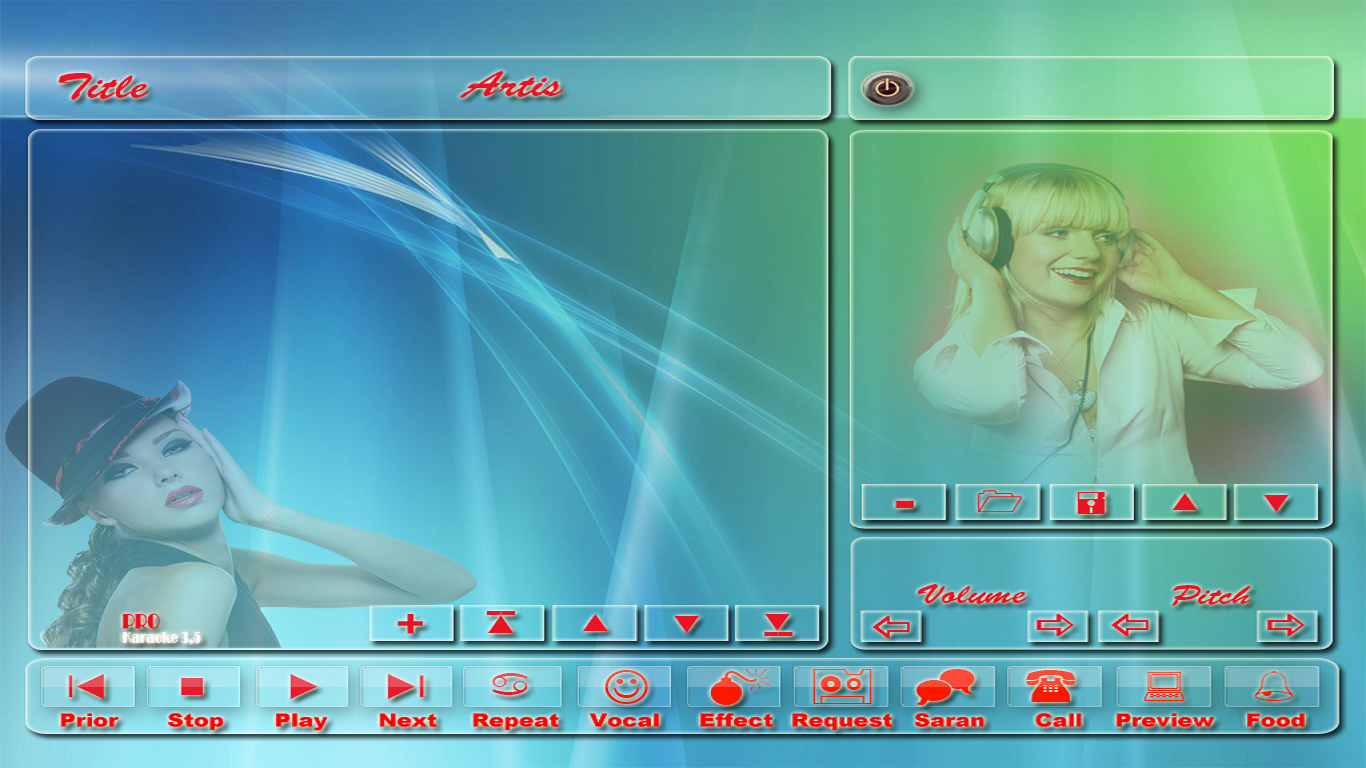 Title
Artis
Volume
Pitch
PRO
Karaoke 3.5
Prior
Stop
Play
Next
Repeat
Vocal
Effect
Request
Saran
Call
Preview
Food